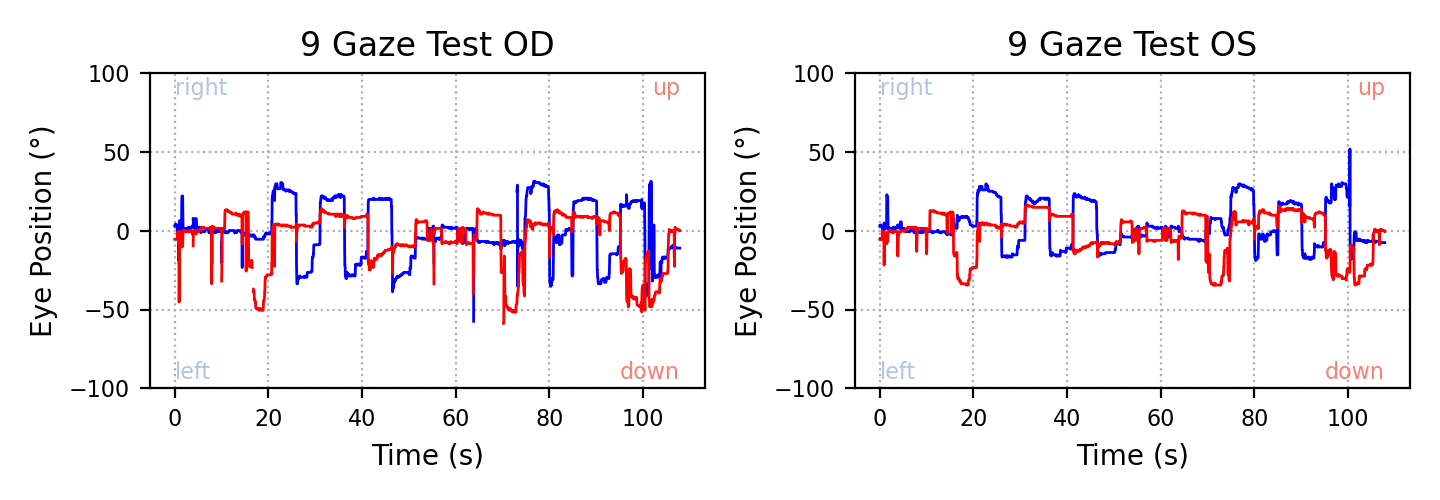 9 Gaze Test OD
100
50
0
−50
−100
Eye Position (°)
right
up
left
down
0 20 40 60 80 100
Time (s)
9 Gaze Test OS
100
50
0
−50
−100
Eye Position (°)
right
up
left
down
0 20 40 60 80 100
Time (s)